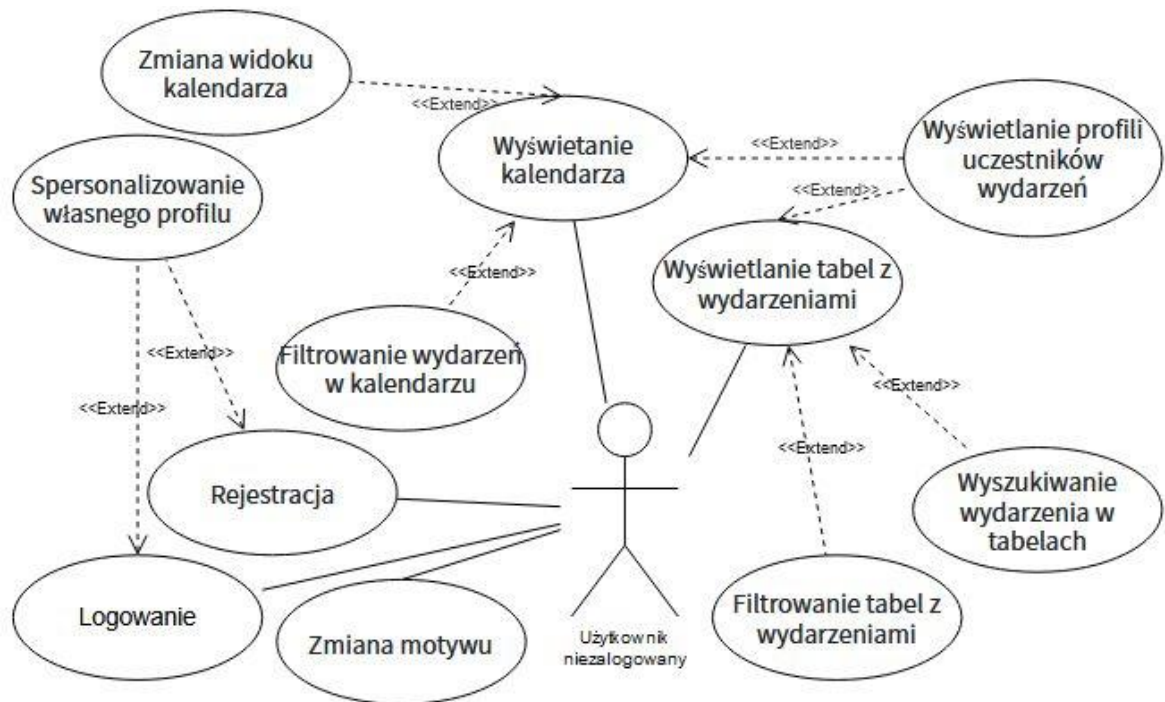 Zmiana widoku
kalendarza
<<Extend>>
Wyświetanie
kalendarza
<<Extend>>
Wyświetlanie profili
uczestników
wydarzeń
<<Extend>>
Spersonalizowanie
własnego profilu
<<Extend>>
Wyświetlanie tabel z
wydarzeniami
<<Extend>>
Filtrowanie wydarzeń
w kalendarzu
<<Extend>>
<<Extend>>
<<Extend>>
Rejestracja
Wyszukiwanie
wydarzenia w
tabelach
Logowanie
Zmiana motywu
Użytkownik
niezalogowany
Filtrowanie tabel z
wydarzeniami